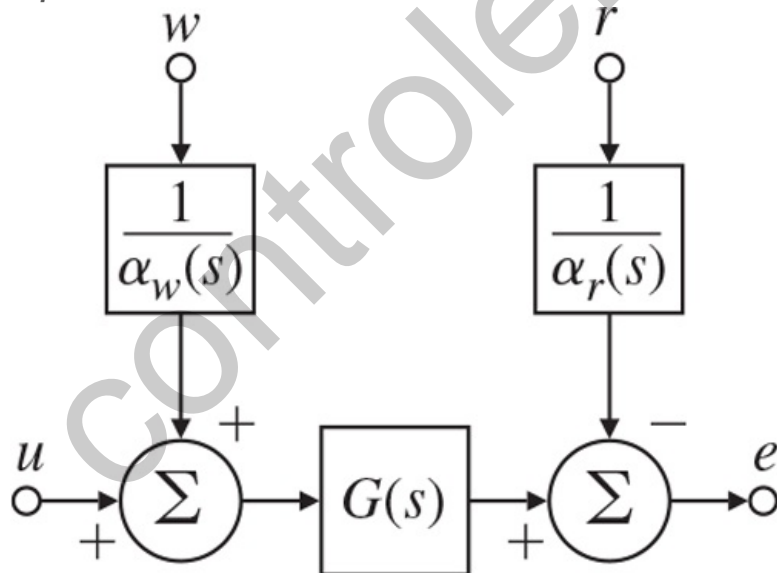 w r
1 1
α_w(s) α_r(s)
+ −
u Σ G(s) Σ e
+ +
controle